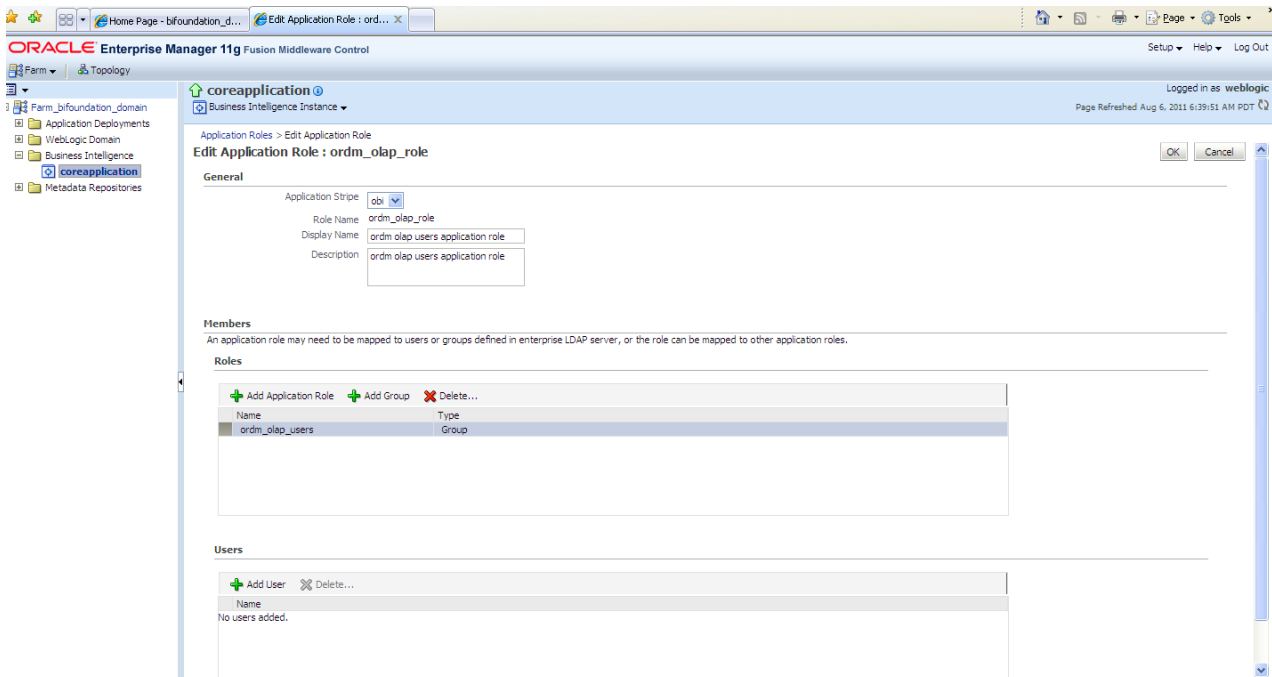 Home Page - bifoundation_d... Edit Application Role : ord... X Page Tools
ORACLE Enterprise Manager 11g Fusion Middleware Control Setup Help Log Out
Farm Topology
coreapplication Logged in as weblogic
Farm_bifoundation_domain Business Intelligence Instance Page Refreshed Aug 6, 2011 6:39:51 AM PDT
Application Deployments
WebLogic Domain
Business Intelligence
coreapplication
Metadata Repositories
Application Roles > Edit Application Role
Edit Application Role : ordm_olap_role OK Cancel
General
Application Stripe obi
Role Name ordm_olap_role
Display Name ordm olap users application role
Description ordm olap users application role
Members
An application role may need to be mapped to users or groups defined in enterprise LDAP server, or the role can be mapped to other application roles.
Roles
Add Application Role Add Group Delete...
Name Type
ordm_olap_users Group
Users
Add User Delete...
Name
No users added.